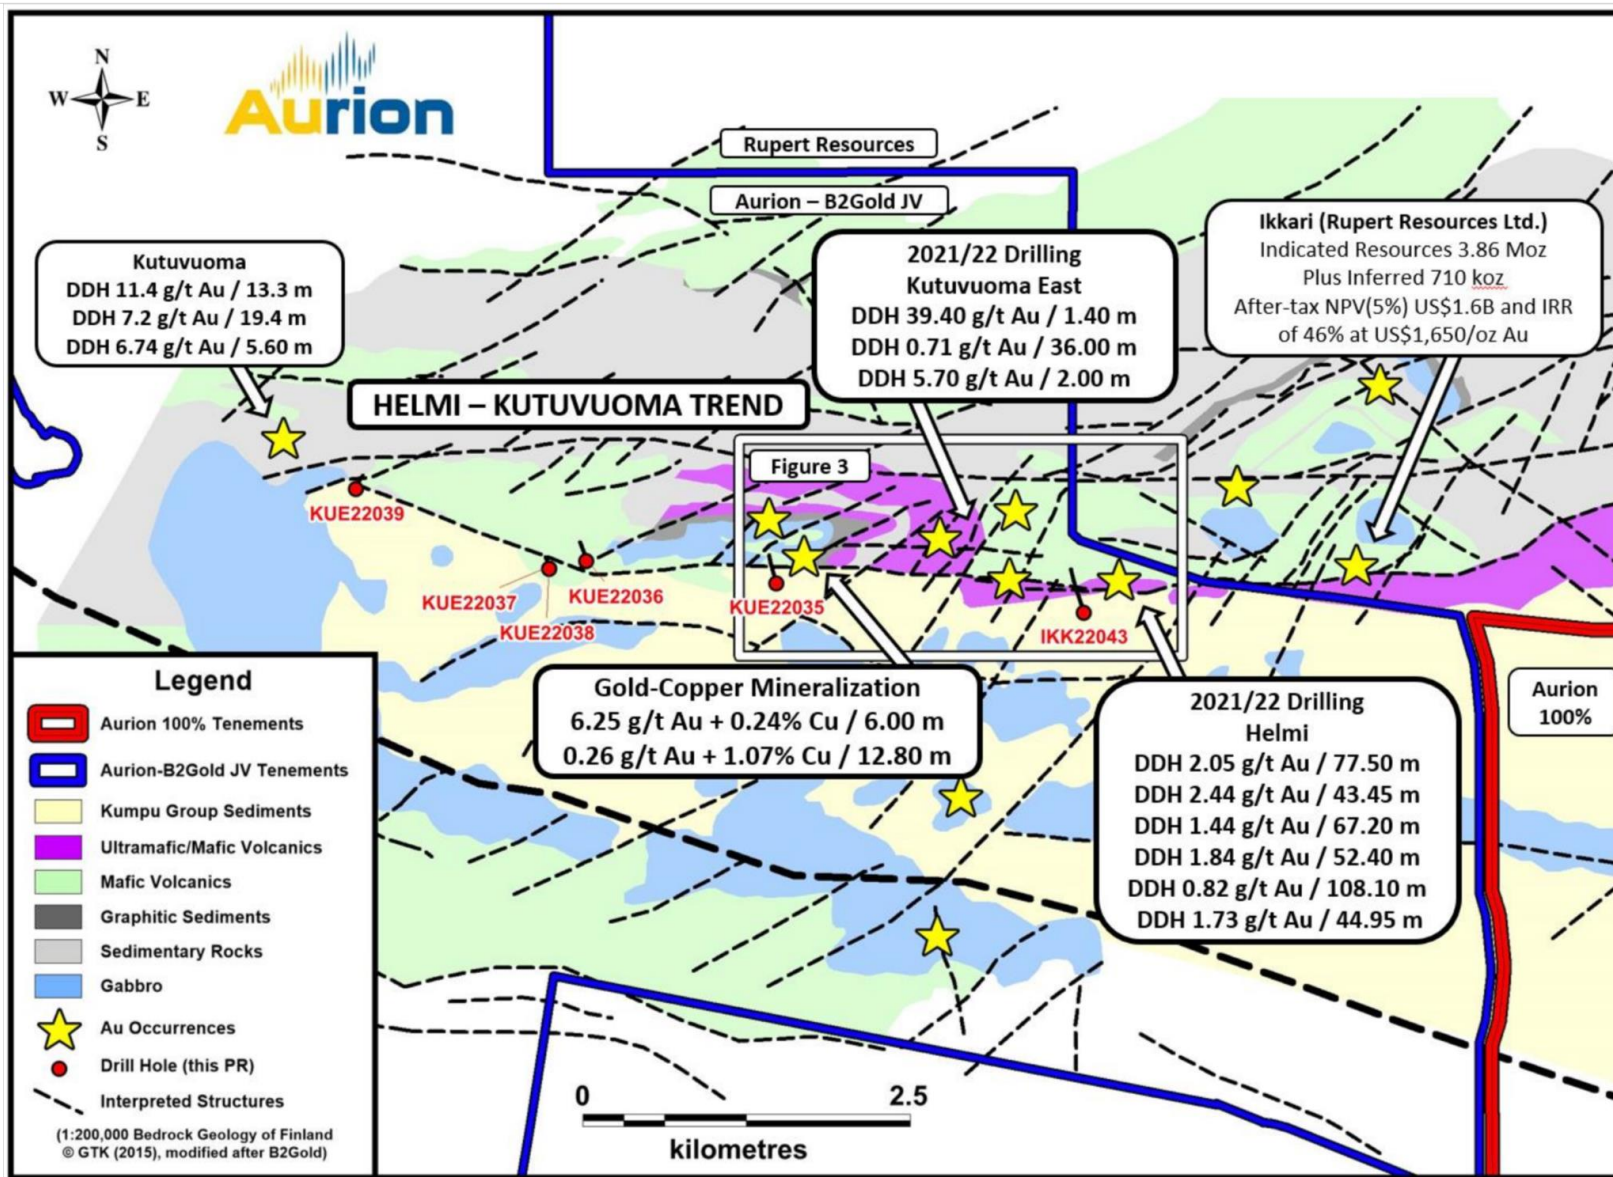 N
W
E
S
Aurion
Rupert Resources
Aurion – B2Gold JV
Kutuvuoma
DDH 11.4 g/t Au / 13.3 m
DDH 7.2 g/t Au / 19.4 m
DDH 6.74 g/t Au / 5.60 m
2021/22 Drilling
Kutuvuoma East
DDH 39.40 g/t Au / 1.40 m
DDH 0.71 g/t Au / 36.00 m
DDH 5.70 g/t Au / 2.00 m
Ikkari (Rupert Resources Ltd.)
Indicated Resources 3.86 Moz
Plus Inferred 710 koz
After-tax NPV(5%) US$1.6B and IRR
of 46% at US$1,650/oz Au
HELMI – KUTUVUOMA TREND
Figure 3
KUE22039
KUE22037
KUE22038
KUE22036
KUE22035
IKK22043
Gold-Copper Mineralization
6.25 g/t Au + 0.24% Cu / 6.00 m
0.26 g/t Au + 1.07% Cu / 12.80 m
2021/22 Drilling
Helmi
DDH 2.05 g/t Au / 77.50 m
DDH 2.44 g/t Au / 43.45 m
DDH 1.44 g/t Au / 67.20 m
DDH 1.84 g/t Au / 52.40 m
DDH 0.82 g/t Au / 108.10 m
DDH 1.73 g/t Au / 44.95 m
Aurion
100%
Legend
Aurion 100% Tenements
Aurion-B2Gold JV Tenements
Kumpu Group Sediments
Ultramafic/Mafic Volcanics
Mafic Volcanics
Graphitic Sediments
Sedimentary Rocks
Gabbro
Au Occurrences
Drill Hole (this PR)
Interpreted Structures
(1:200,000 Bedrock Geology of Finland
© GTK (2015), modified after B2Gold)
0 2.5
kilometres